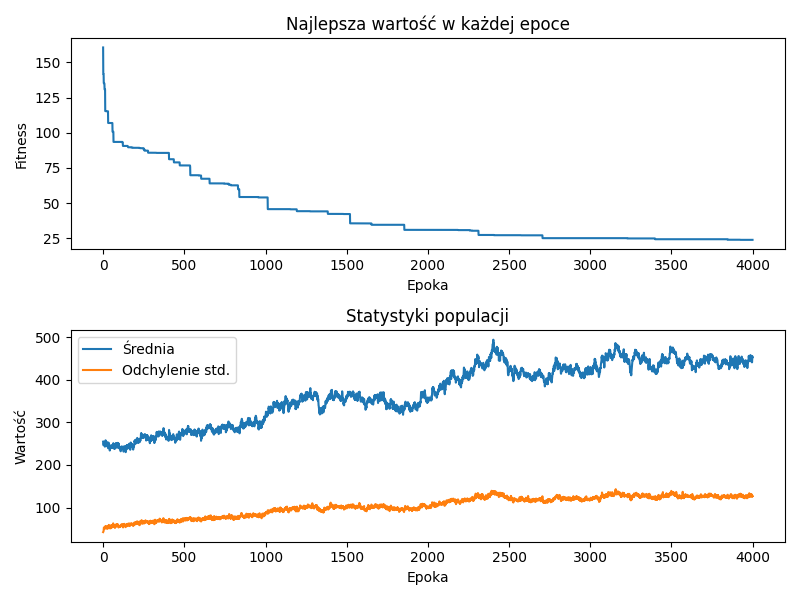 Najlepsza wartość w każdej epoce
150
125
100
75
50
25
Fitness
0 500 1000 1500 2000 2500 3000 3500 4000
Epoka
Statystyki populacji
500
400
300
200
100
Wartość
Średnia
Odchylenie std.
0 500 1000 1500 2000 2500 3000 3500 4000
Epoka